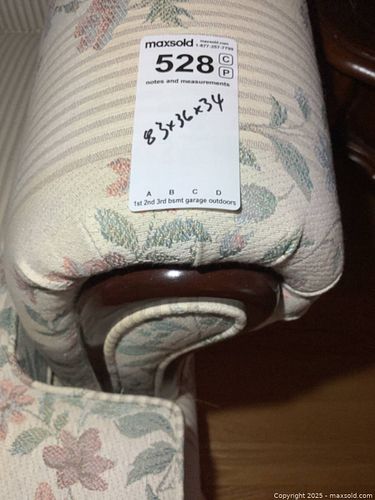 maxsold maxsold.com
1-877-257-7799
528 C
P
notes and measurements
83x36x34
A B C D
1st 2nd 3rd bsmt garage outdoors
Copyright 2025 - maxsold.com